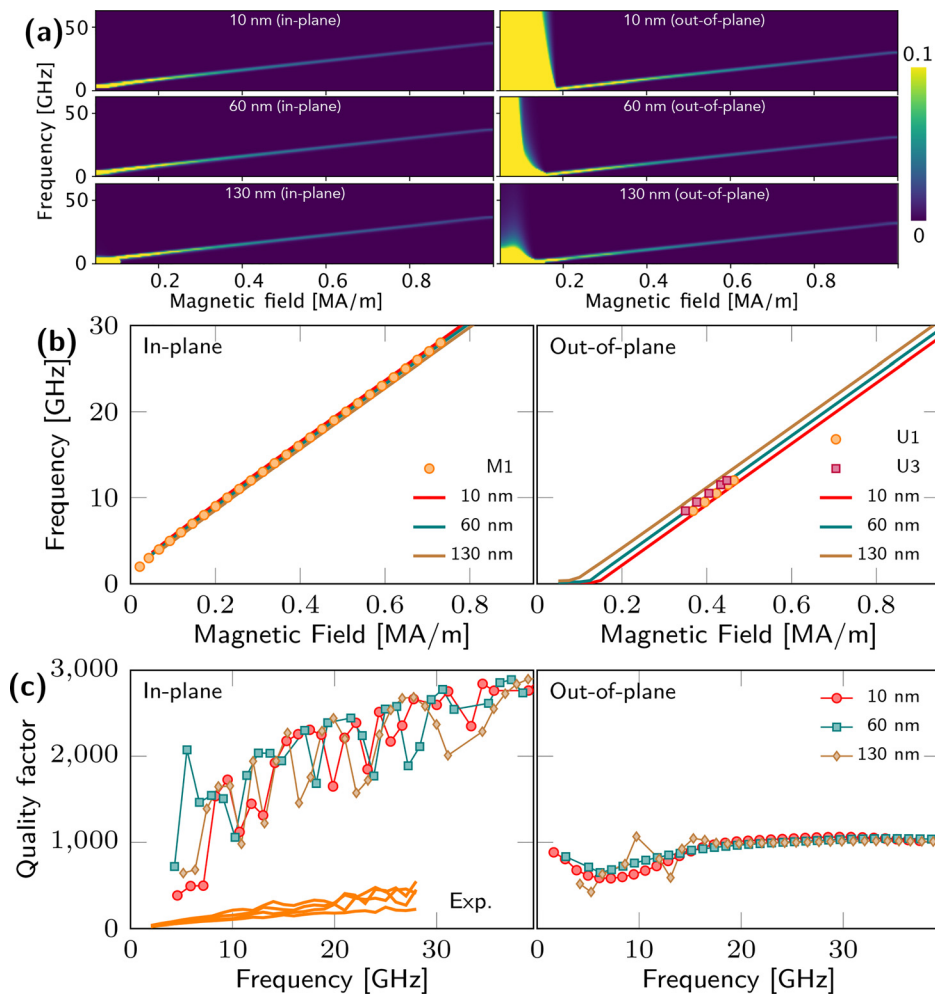 (a)
10 nm (in-plane)
10 nm (out-of-plane)
50
0
60 nm (in-plane)
60 nm (out-of-plane)
50
0
130 nm (in-plane)
130 nm (out-of-plane)
50
0
Frequency [GHz]
0.2 0.4 0.6 0.8
0.2 0.4 0.6 0.8
Magnetic field [MA/m]
Magnetic field [MA/m]
0.1
0
(b)
In-plane
Out-of-plane
30
20
10
0
Frequency [GHz]
M1
10 nm
60 nm
130 nm
U1
U3
10 nm
60 nm
130 nm
0 0.2 0.4 0.6 0.8
0 0.2 0.4 0.6 0.8
Magnetic Field [MA/m]
Magnetic Field [MA/m]
(c)
In-plane
Out-of-plane
3,000
2,000
1,000
0
Quality factor
Exp.
10 nm
60 nm
130 nm
0 10 20 30
0 10 20 30
Frequency [GHz]
Frequency [GHz]